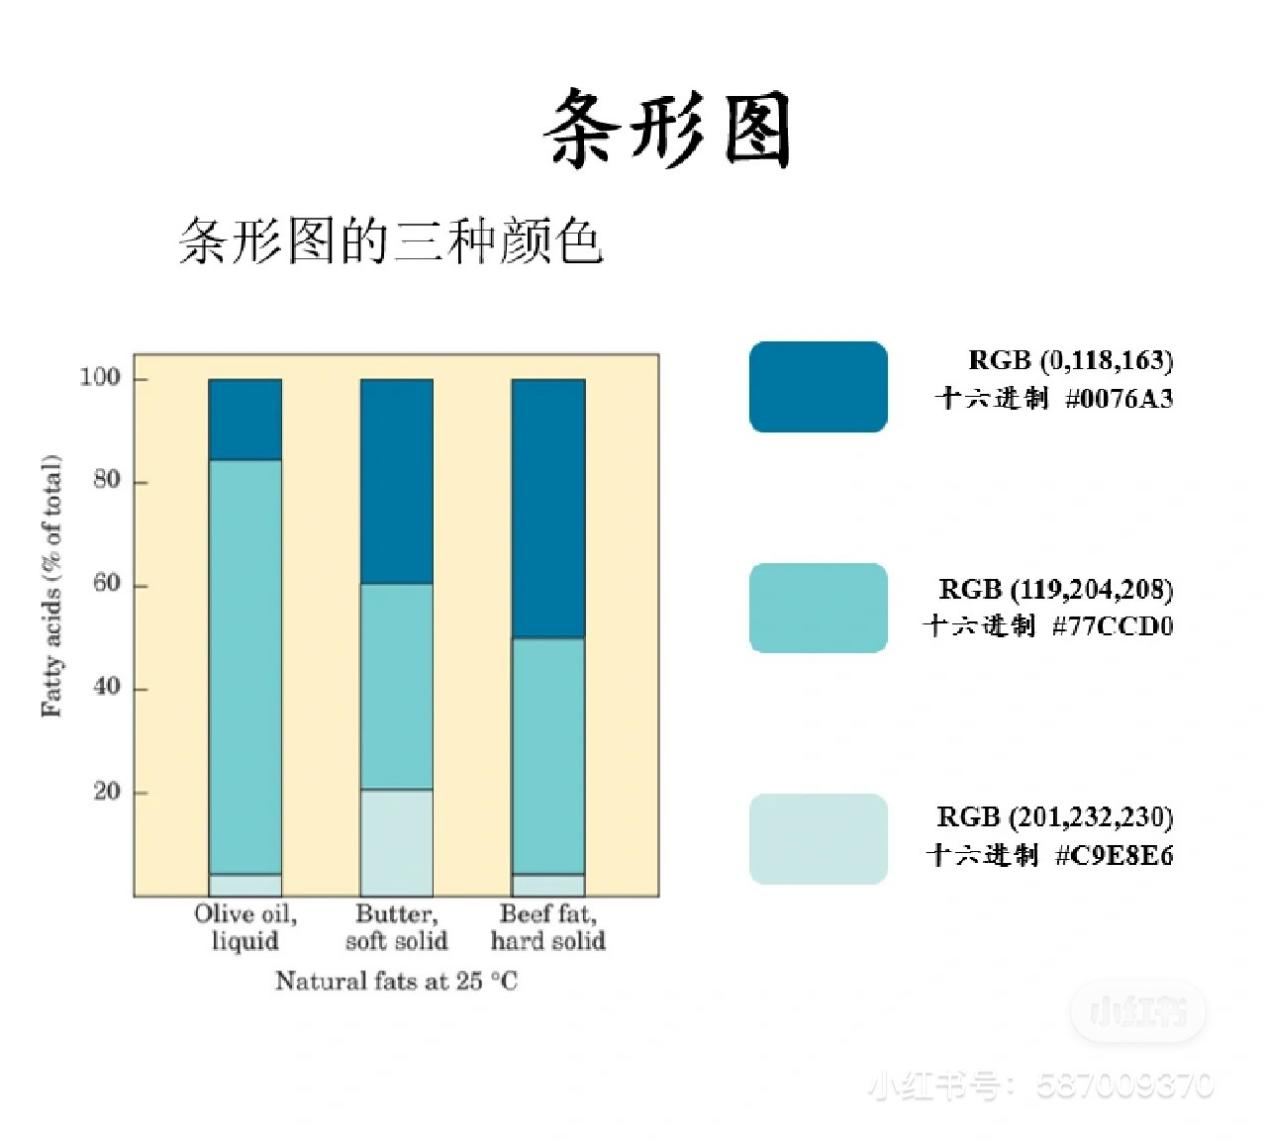 条形图
条形图的三种颜色
Fatty acids (% of total)
100
80
60
40
20
Olive oil,
liquid
Butter,
soft solid
Beef fat,
hard solid
Natural fats at 25 °C
RGB (0,118,163)
十六进制 #0076A3
RGB (119,204,208)
十六进制 #77CCD0
RGB (201,232,230)
十六进制 #C9E8E6
小红书
小红书号：587009370